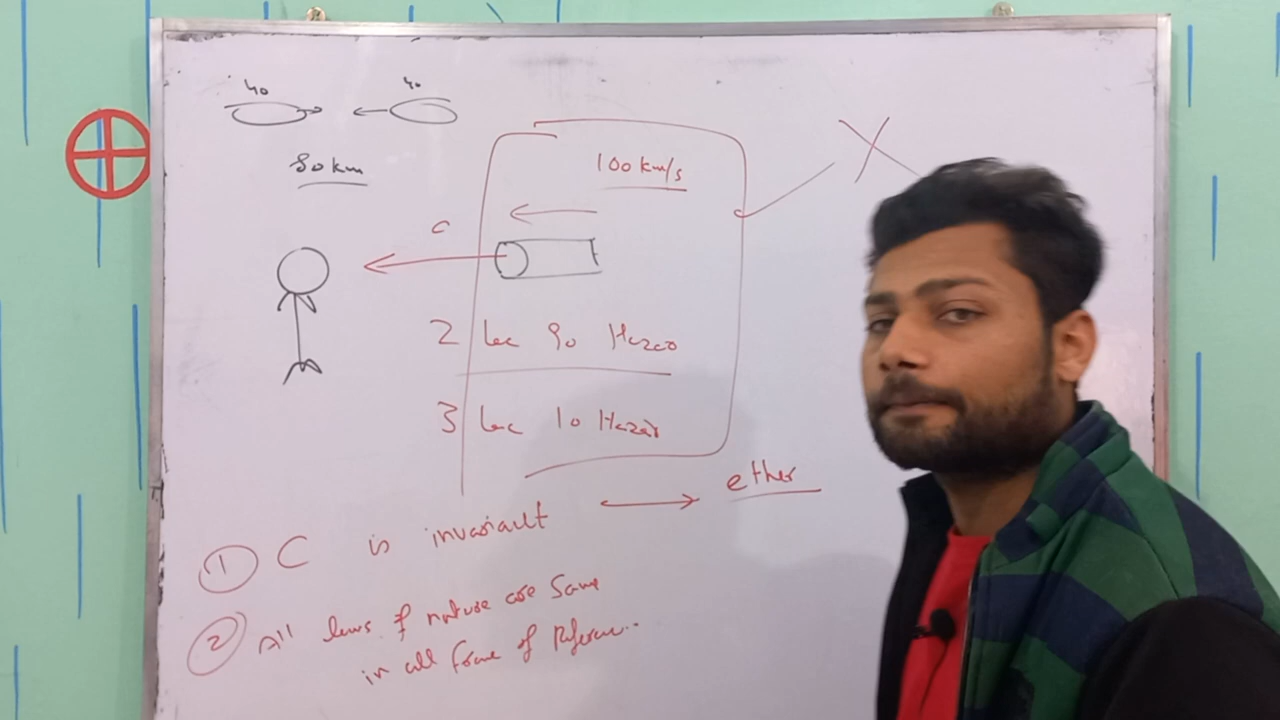 40 40
80 km
100 km/s
c
2 Lac 90 Hazar
3 Lac 10 Hazar
ether
① C is invariant
② All laws of nature are same
in all frame of Reference..